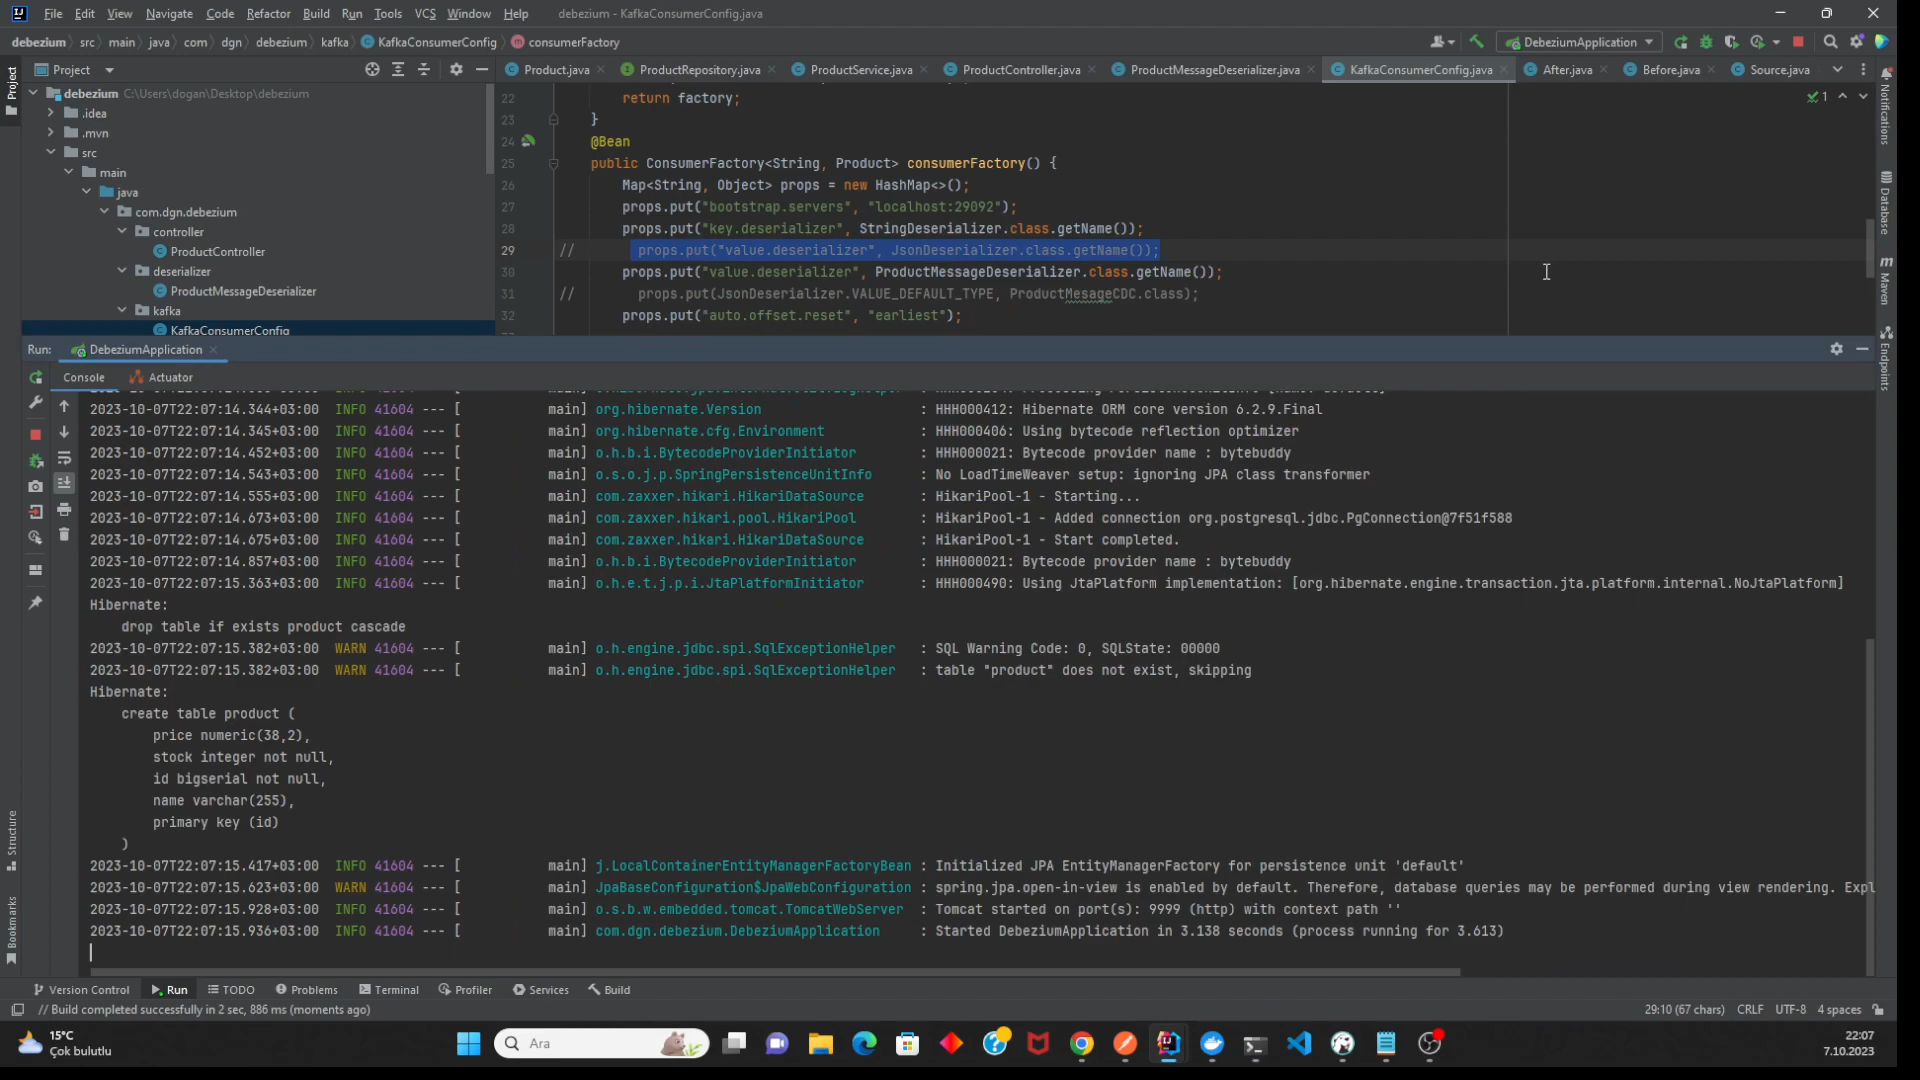 File Edit View Navigate Code Refactor Build Run Tools VCS Window Help debezium - KafkaConsumerConfig.java
debezium src main java com dgn debezium kafka KafkaConsumerConfig consumerFactory DebeziumApplication
Project
Product.java ProductRepository.java ProductService.java ProductController.java ProductMessageDeserializer.java KafkaConsumerConfig.java After.java Before.java Source.java
debezium C:\Users\dogan\Desktop\debezium
.idea
.mvn
src
main
java
com.dgn.debezium
controller
ProductController
deserializer
ProductMessageDeserializer
kafka
KafkaConsumerConfig
22 return factory;
23 }
24 @Bean
25 public ConsumerFactory<String, Product> consumerFactory() {
26 Map<String, Object> props = new HashMap<>();
27 props.put("bootstrap.servers", "localhost:29092");
28 props.put("key.deserializer", StringDeserializer.class.getName());
29 // props.put("value.deserializer", JsonDeserializer.class.getName());
30 props.put("value.deserializer", ProductMessageDeserializer.class.getName());
31 // props.put(JsonDeserializer.VALUE_DEFAULT_TYPE, ProductMesageCDC.class);
32 props.put("auto.offset.reset", "earliest");
1
Project
Structure
Bookmarks
Notifications
Database
Maven
Endpoints
Run: DebeziumApplication
Console Actuator
2023-10-07T22:07:14.344+03:00 INFO 41604 --- [ main] org.hibernate.Version : HHH000412: Hibernate ORM core version 6.2.9.Final
2023-10-07T22:07:14.345+03:00 INFO 41604 --- [ main] org.hibernate.cfg.Environment : HHH000406: Using bytecode reflection optimizer
2023-10-07T22:07:14.452+03:00 INFO 41604 --- [ main] o.h.b.i.BytecodeProviderInitiator : HHH000021: Bytecode provider name : bytebuddy
2023-10-07T22:07:14.543+03:00 INFO 41604 --- [ main] o.s.o.j.p.SpringPersistenceUnitInfo : No LoadTimeWeaver setup: ignoring JPA class transformer
2023-10-07T22:07:14.555+03:00 INFO 41604 --- [ main] com.zaxxer.hikari.HikariDataSource : HikariPool-1 - Starting...
2023-10-07T22:07:14.673+03:00 INFO 41604 --- [ main] com.zaxxer.hikari.pool.HikariPool : HikariPool-1 - Added connection org.postgresql.jdbc.PgConnection@7f51f588
2023-10-07T22:07:14.675+03:00 INFO 41604 --- [ main] com.zaxxer.hikari.HikariDataSource : HikariPool-1 - Start completed.
2023-10-07T22:07:14.857+03:00 INFO 41604 --- [ main] o.h.b.i.BytecodeProviderInitiator : HHH000021: Bytecode provider name : bytebuddy
2023-10-07T22:07:15.363+03:00 INFO 41604 --- [ main] o.h.e.t.j.p.i.JtaPlatformInitiator : HHH000490: Using JtaPlatform implementation: [org.hibernate.engine.transaction.jta.platform.internal.NoJtaPlatform]
Hibernate:
drop table if exists product cascade
2023-10-07T22:07:15.382+03:00 WARN 41604 --- [ main] o.h.engine.jdbc.spi.SqlExceptionHelper : SQL Warning Code: 0, SQLState: 00000
2023-10-07T22:07:15.382+03:00 WARN 41604 --- [ main] o.h.engine.jdbc.spi.SqlExceptionHelper : table "product" does not exist, skipping
Hibernate:
create table product (
price numeric(38,2),
stock integer not null,
id bigserial not null,
name varchar(255),
primary key (id)
)
2023-10-07T22:07:15.417+03:00 INFO 41604 --- [ main] j.LocalContainerEntityManagerFactoryBean : Initialized JPA EntityManagerFactory for persistence unit 'default'
2023-10-07T22:07:15.623+03:00 WARN 41604 --- [ main] JpaBaseConfiguration$JpaWebConfiguration : spring.jpa.open-in-view is enabled by default. Therefore, database queries may be performed during view rendering. Expl
2023-10-07T22:07:15.928+03:00 INFO 41604 --- [ main] o.s.b.w.embedded.tomcat.TomcatWebServer : Tomcat started on port(s): 9999 (http) with context path ''
2023-10-07T22:07:15.936+03:00 INFO 41604 --- [ main] com.dgn.debezium.DebeziumApplication : Started DebeziumApplication in 3.138 seconds (process running for 3.613)
Version Control Run TODO Problems Terminal Profiler Services Build
// Build completed successfully in 2 sec, 886 ms (moments ago) 29:10 (67 chars) CRLF UTF-8 4 spaces
15°C
Çok bulutlu
Ara
22:07
7.10.2023